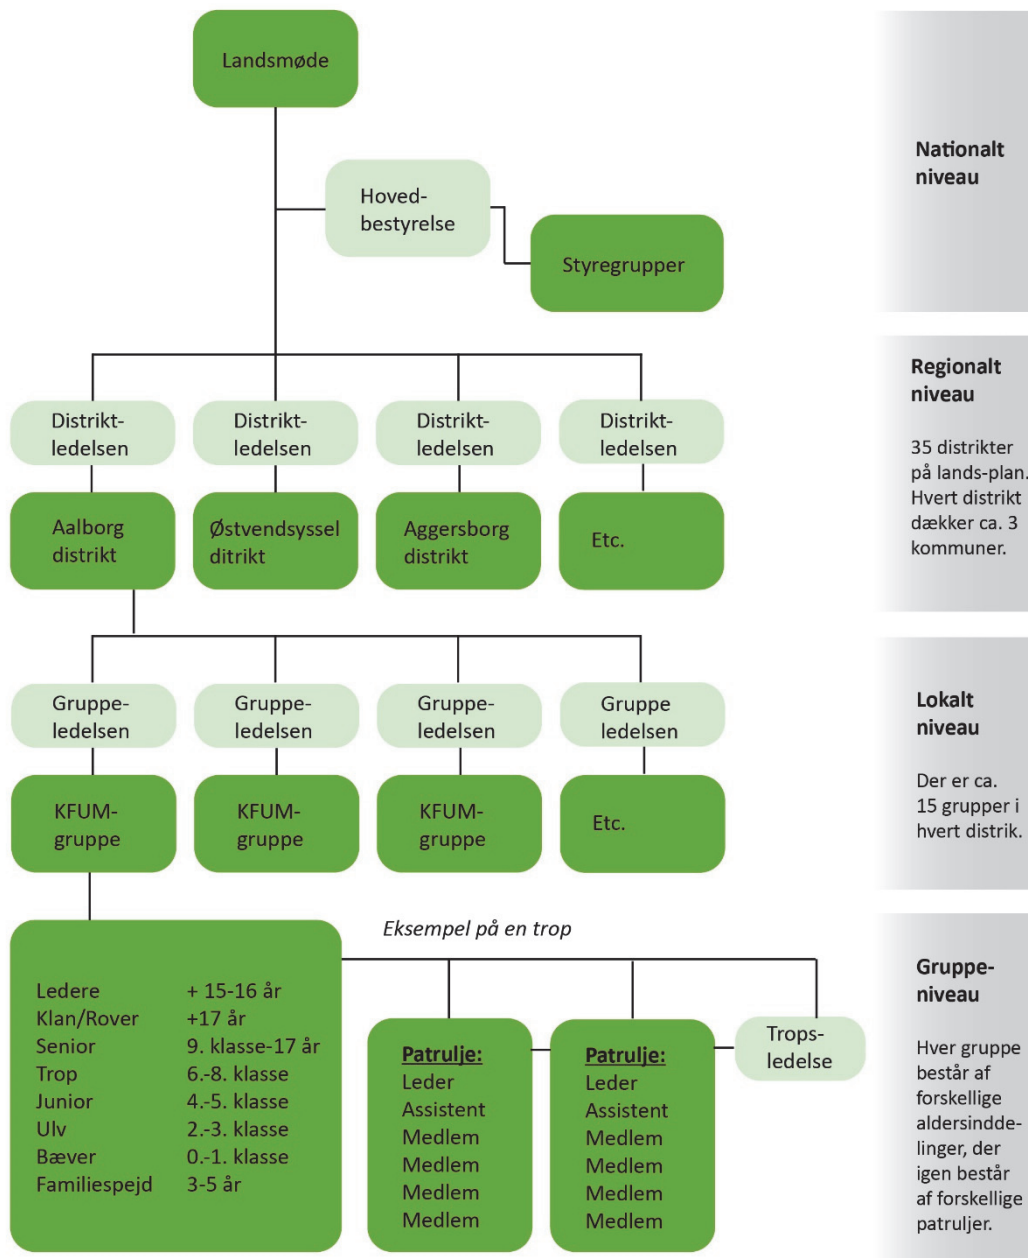 Landsmøde
Hoved-
bestyrelse
Styregrupper
Nationalt
niveau
Distrikt-
ledelsen
Distrikt-
ledelsen
Distrikt-
ledelsen
Distrikt-
ledelsen
Aalborg
distrikt
Østvendsyssel
ditrikt
Aggersborg
distrikt
Etc.
Regionalt
niveau
35 distrikter
på lands-plan.
Hvert distrikt
dækker ca. 3
kommuner.
Gruppe-
ledelsen
Gruppe-
ledelsen
Gruppe-
ledelsen
Gruppe
ledelsen
KFUM-
gruppe
KFUM-
gruppe
KFUM-
gruppe
Etc.
Lokalt
niveau
Der er ca.
15 grupper i
hvert distrik.
Ledere + 15-16 år
Klan/Rover +17 år
Senior 9. klasse-17 år
Trop 6.-8. klasse
Junior 4.-5. klasse
Ulv 2.-3. klasse
Bæver 0.-1. klasse
Familiespejd 3-5 år
Eksempel på en trop
Patrulje:
Leder
Assistent
Medlem
Medlem
Medlem
Medlem
Patrulje:
Leder
Assistent
Medlem
Medlem
Medlem
Medlem
Trops-
ledelse
Gruppe-
niveau
Hver gruppe
består af
forskellige
aldersindde-
linger, der
igen består
af forskellige
patruljer.